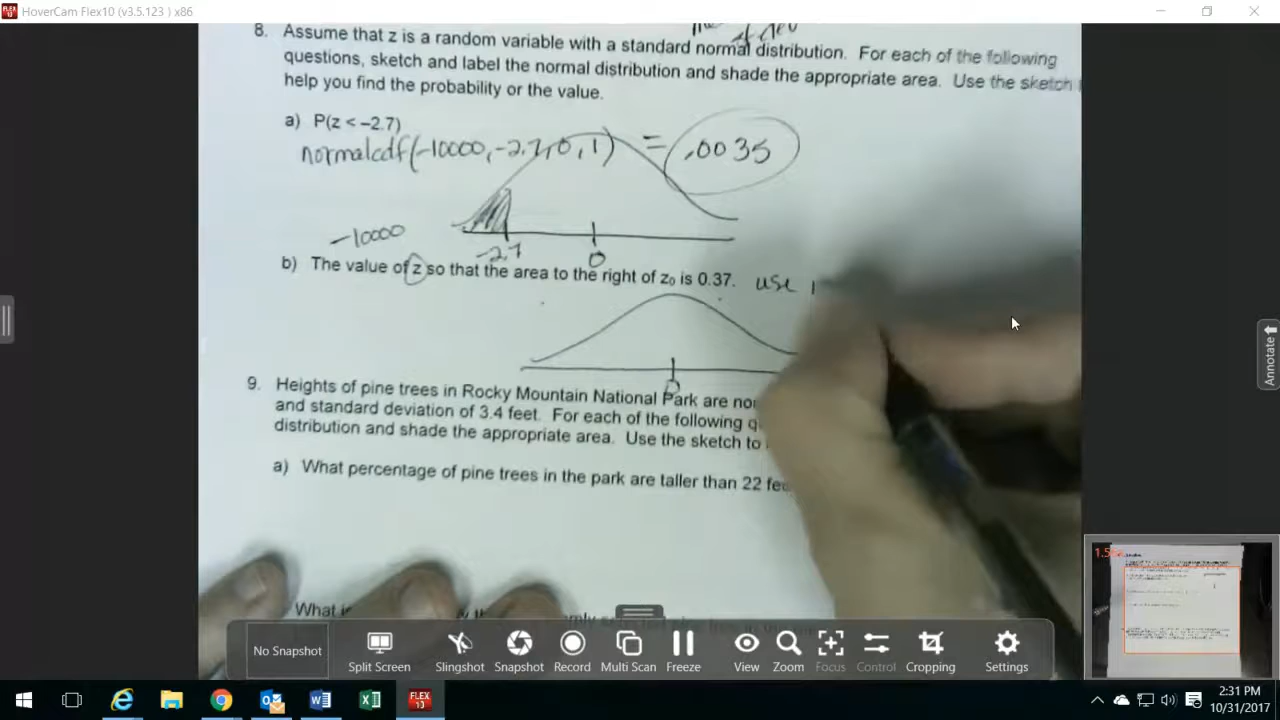 HoverCam Flex10 (v3.5.123 ) x86
8. Assume that z is a random variable with a standard normal distribution. For each of the following
questions, sketch and label the normal distribution and shade the appropriate area. Use the sketch
help you find the probability or the value.
a) P(z < -2.7)
normalcdf(-10000, -2.7, 0, 1) = .0035
-10000
-2.7
0
b) The value of z so that the area to the right of z₀ is 0.37. use
0
9. Heights of pine trees in Rocky Mountain National Park are
and standard deviation of 3.4 feet. For each of the following
distribution and shade the appropriate area. Use the sketch to
a) What percentage of pine trees in the park are taller than 22
What
No Snapshot
Split Screen
Slingshot
Snapshot
Record
Multi Scan
Freeze
View
Zoom
Focus
Control
Cropping
Settings
Annotate
FLEX
10
2:31 PM
10/31/2017